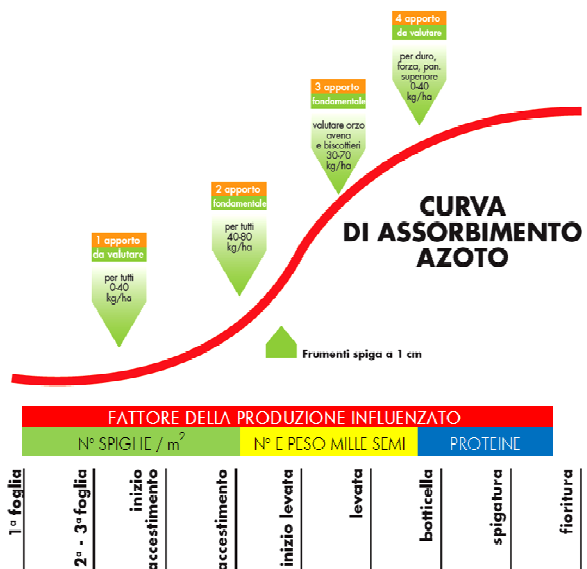 4 apporto
da valutare
per duro,
forza, pan.
superiore
0-40
kg/ha
3 apporto
fondamentale
valutare orzo
avena
e biscottieri
30-70
kg/ha
2 apporto
fondamentale
per tutti
40-80
kg/ha
1 apporto
da valutare
per tutti
0-40
kg/ha
CURVA
DI ASSORBIMENTO
AZOTO
Frumenti spiga a 1 cm
FATTORE DELLA PRODUZIONE INFLUENZATO
N° SPIGHE / m²
N° E PESO MILLE SEMI
PROTEINE
1ª foglia
2ª - 3ª foglia
inizio
accestimento
accestimento
inizio levata
levata
botticella
spigatura
fioritura